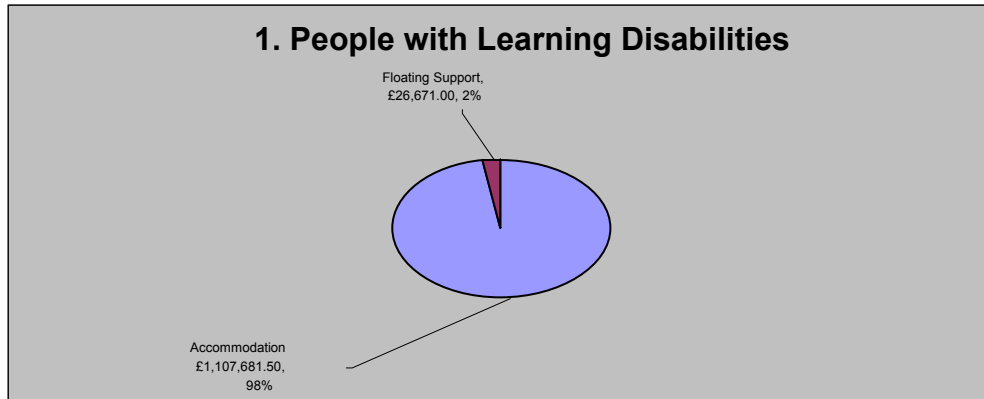 1. People with Learning Disabilities
Floating Support,
£26,671.00, 2%
Accommodation
£1,107,681.50,
98%